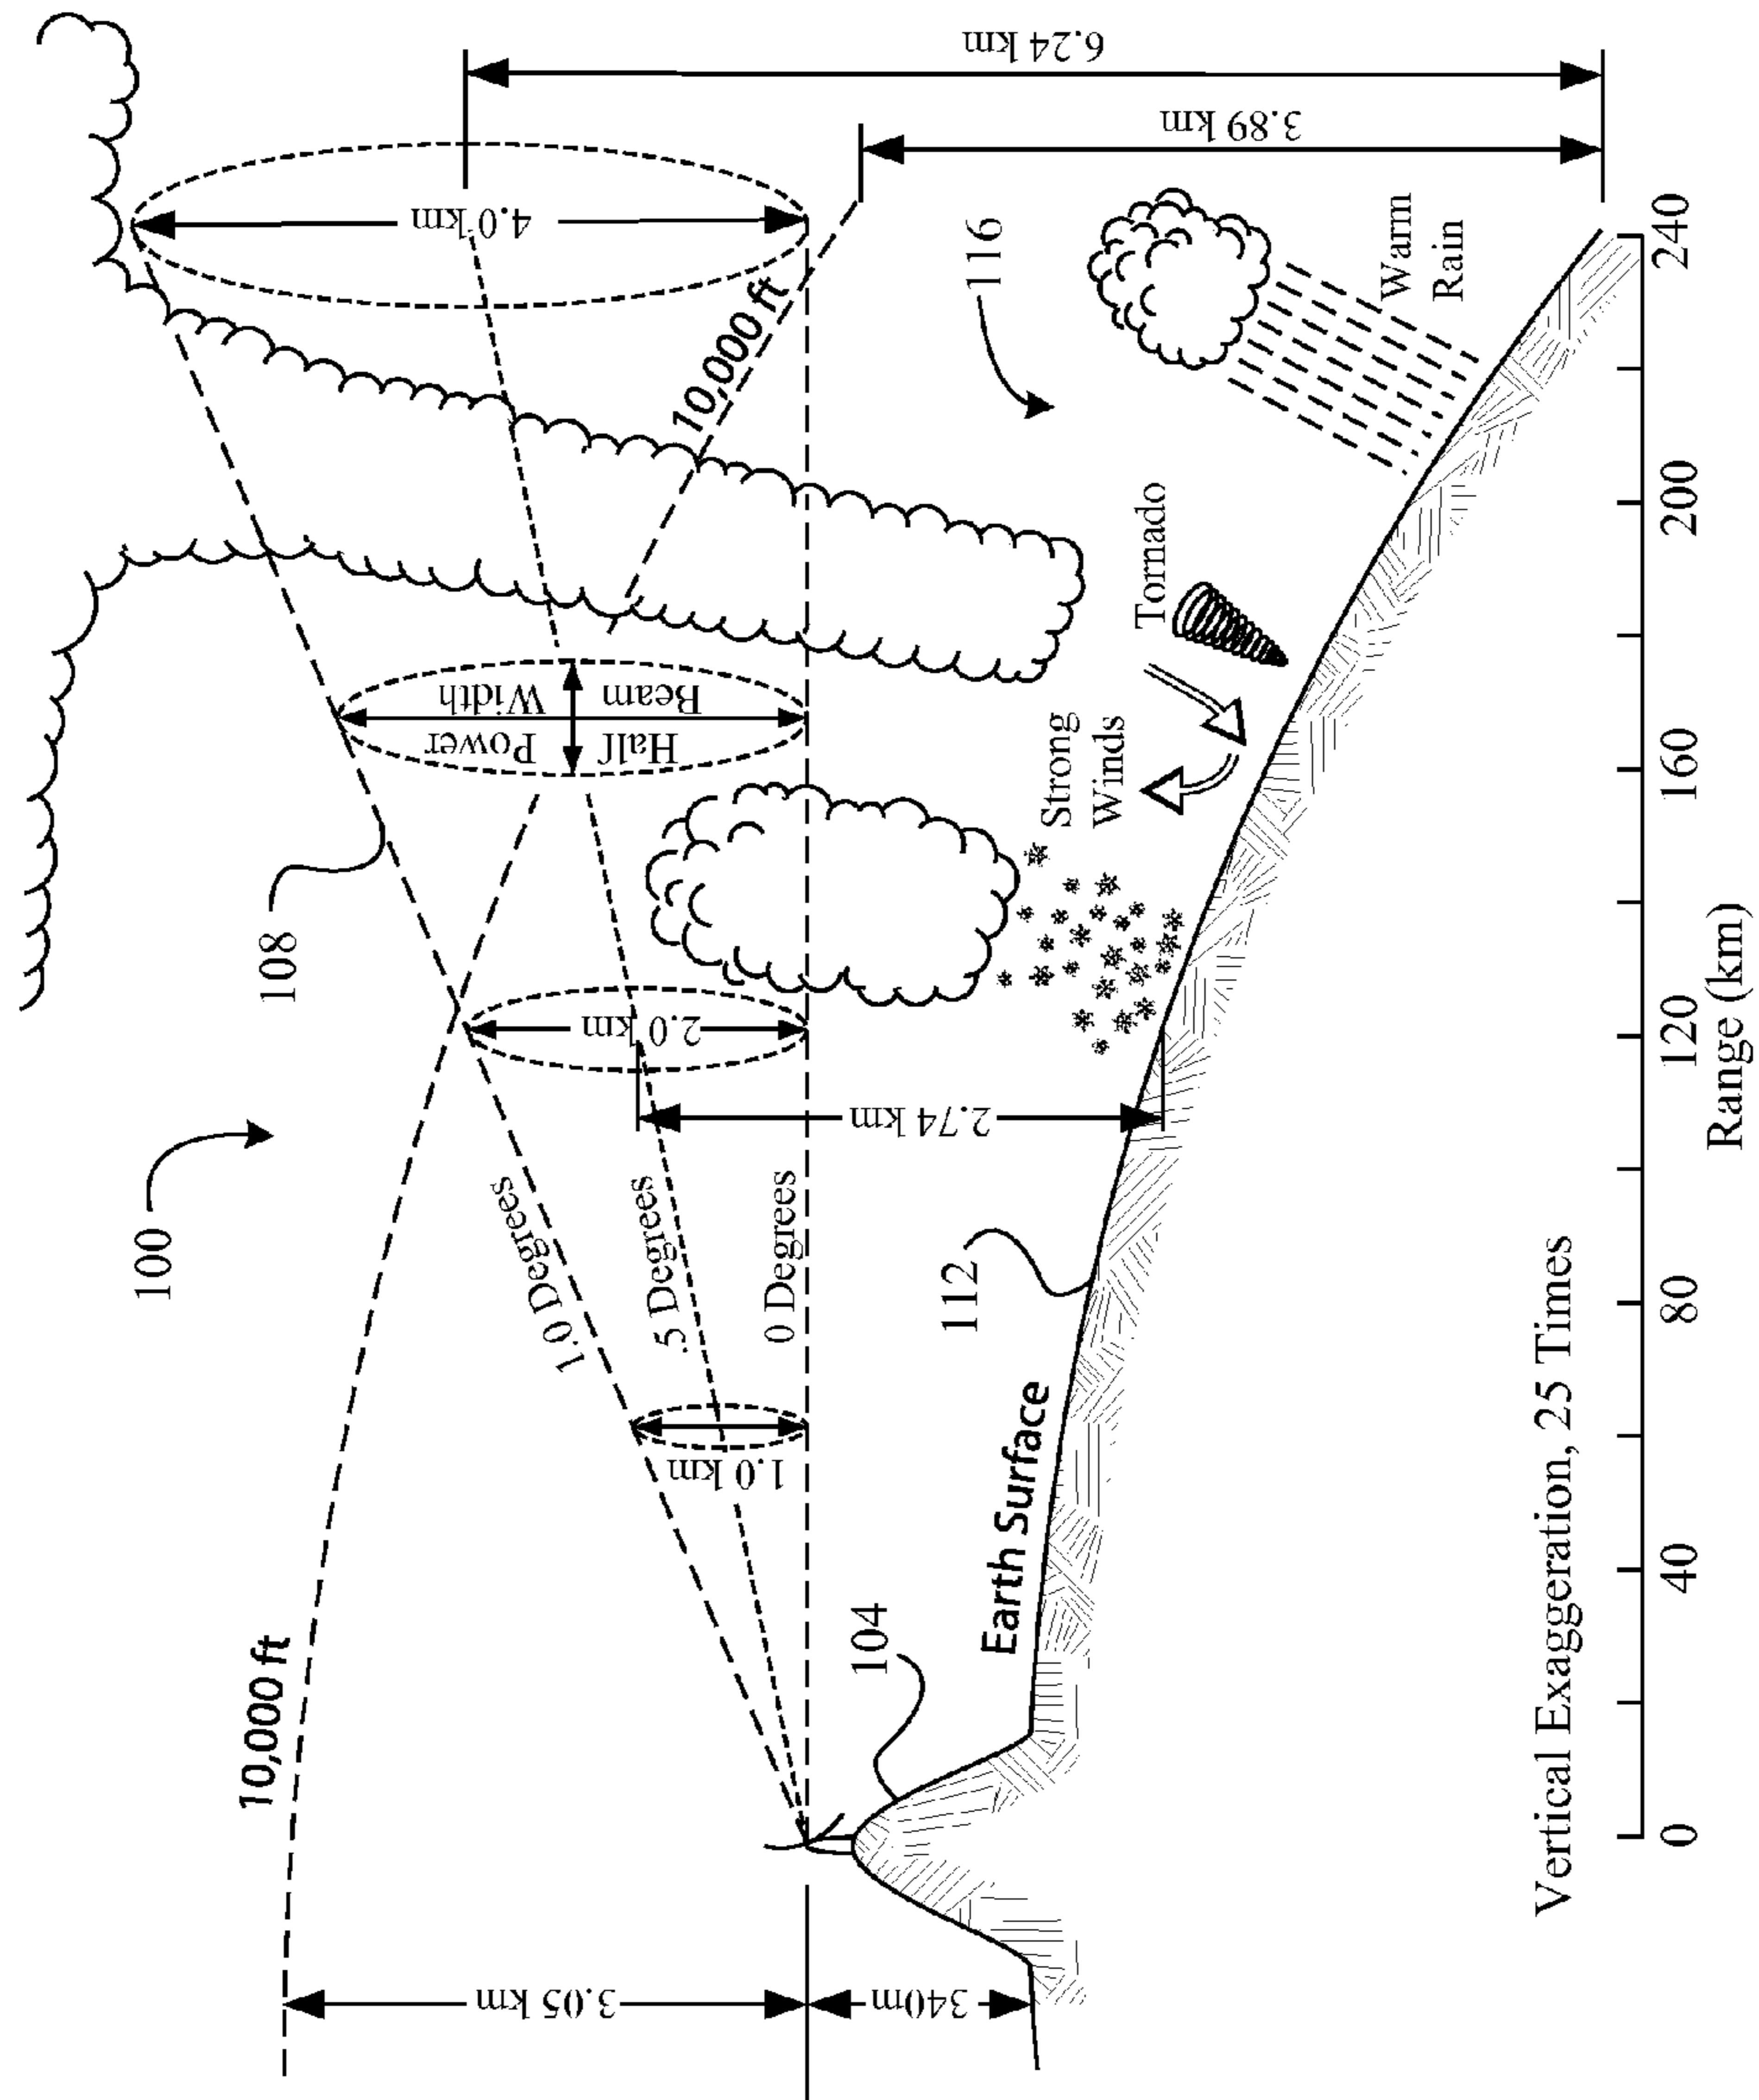 100
10,000 ft
3.05 km
340m
108
1.0 Degrees
.5 Degrees
0 Degrees
1.0 km
2.0 km
2.74 km
Half
Power
Beam
Width
4.0 km
10,000 ft
6.24 km
3.89 km
116
104
Earth Surface
112
Strong
Winds
Tornado
Warm
Rain
Vertical Exaggeration, 25 Times
0
40
80
120
160
200
240
Range (km)